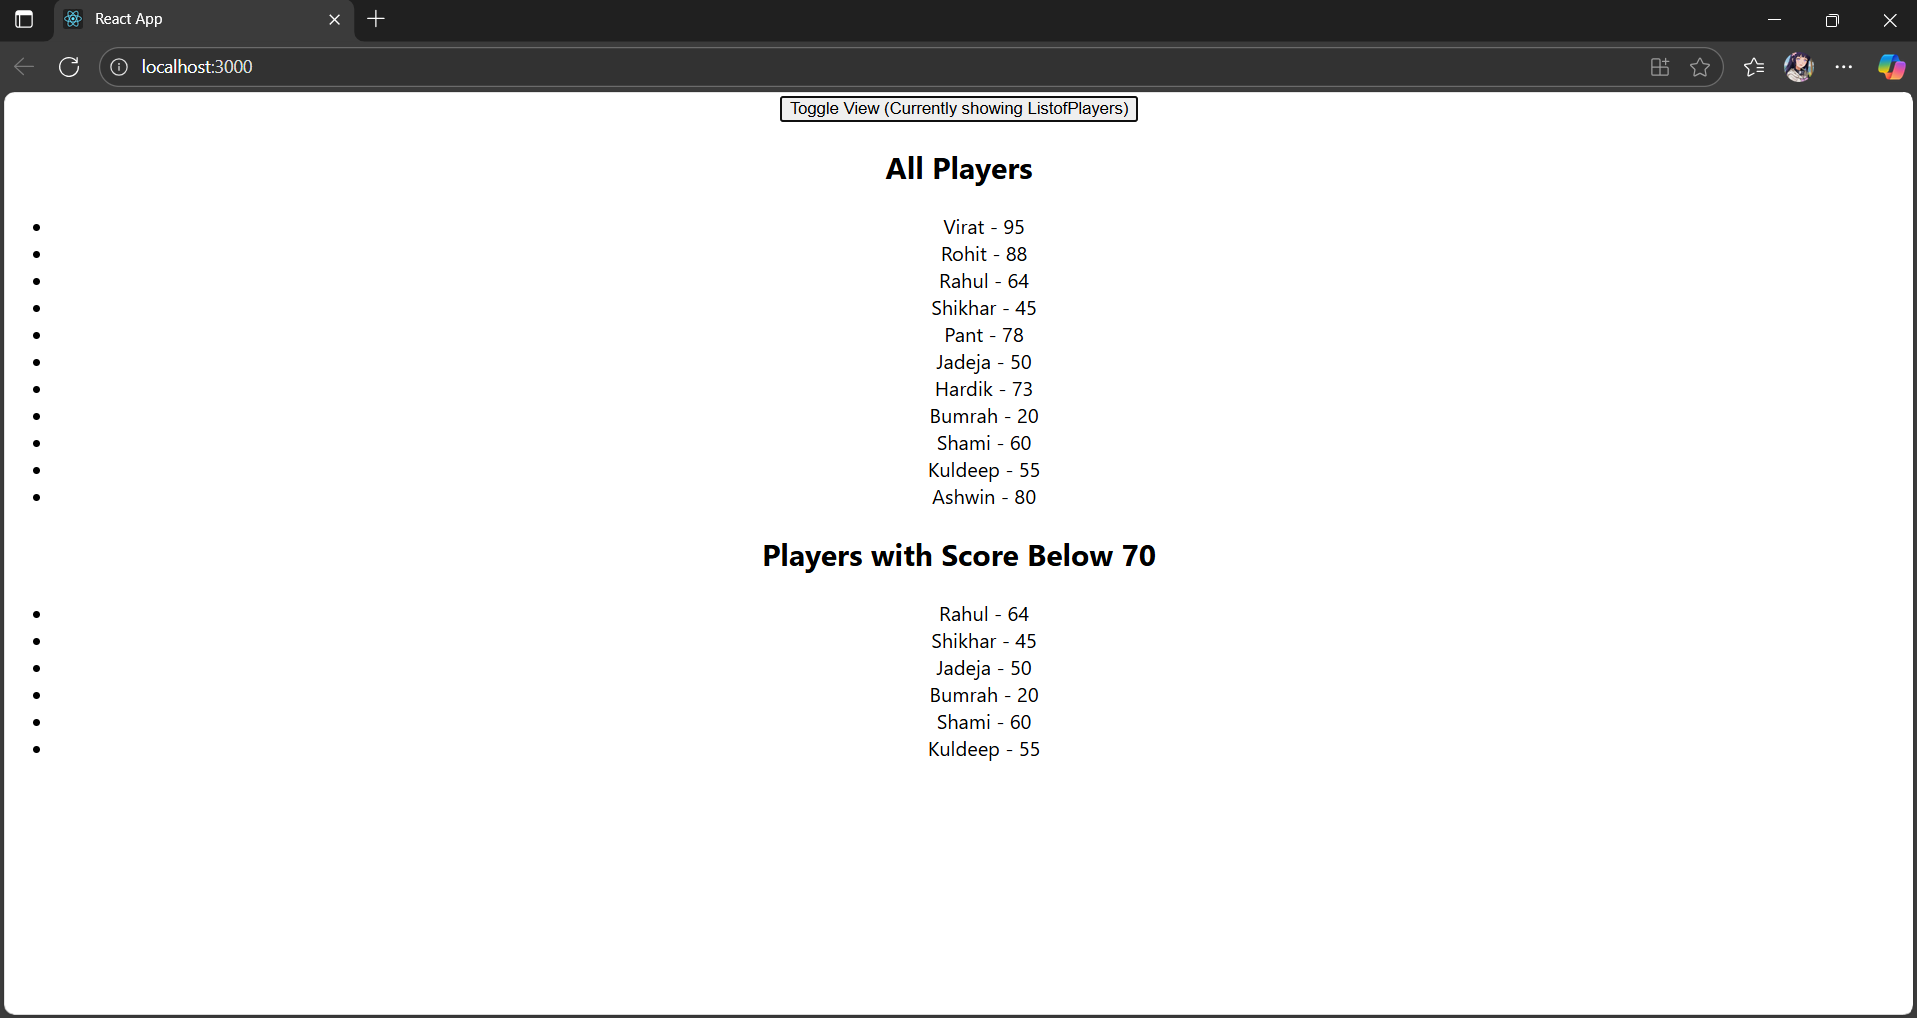 React App
localhost:3000
Toggle View (Currently showing ListofPlayers)
All Players
Virat - 95
Rohit - 88
Rahul - 64
Shikhar - 45
Pant - 78
Jadeja - 50
Hardik - 73
Bumrah - 20
Shami - 60
Kuldeep - 55
Ashwin - 80
Players with Score Below 70
Rahul - 64
Shikhar - 45
Jadeja - 50
Bumrah - 20
Shami - 60
Kuldeep - 55